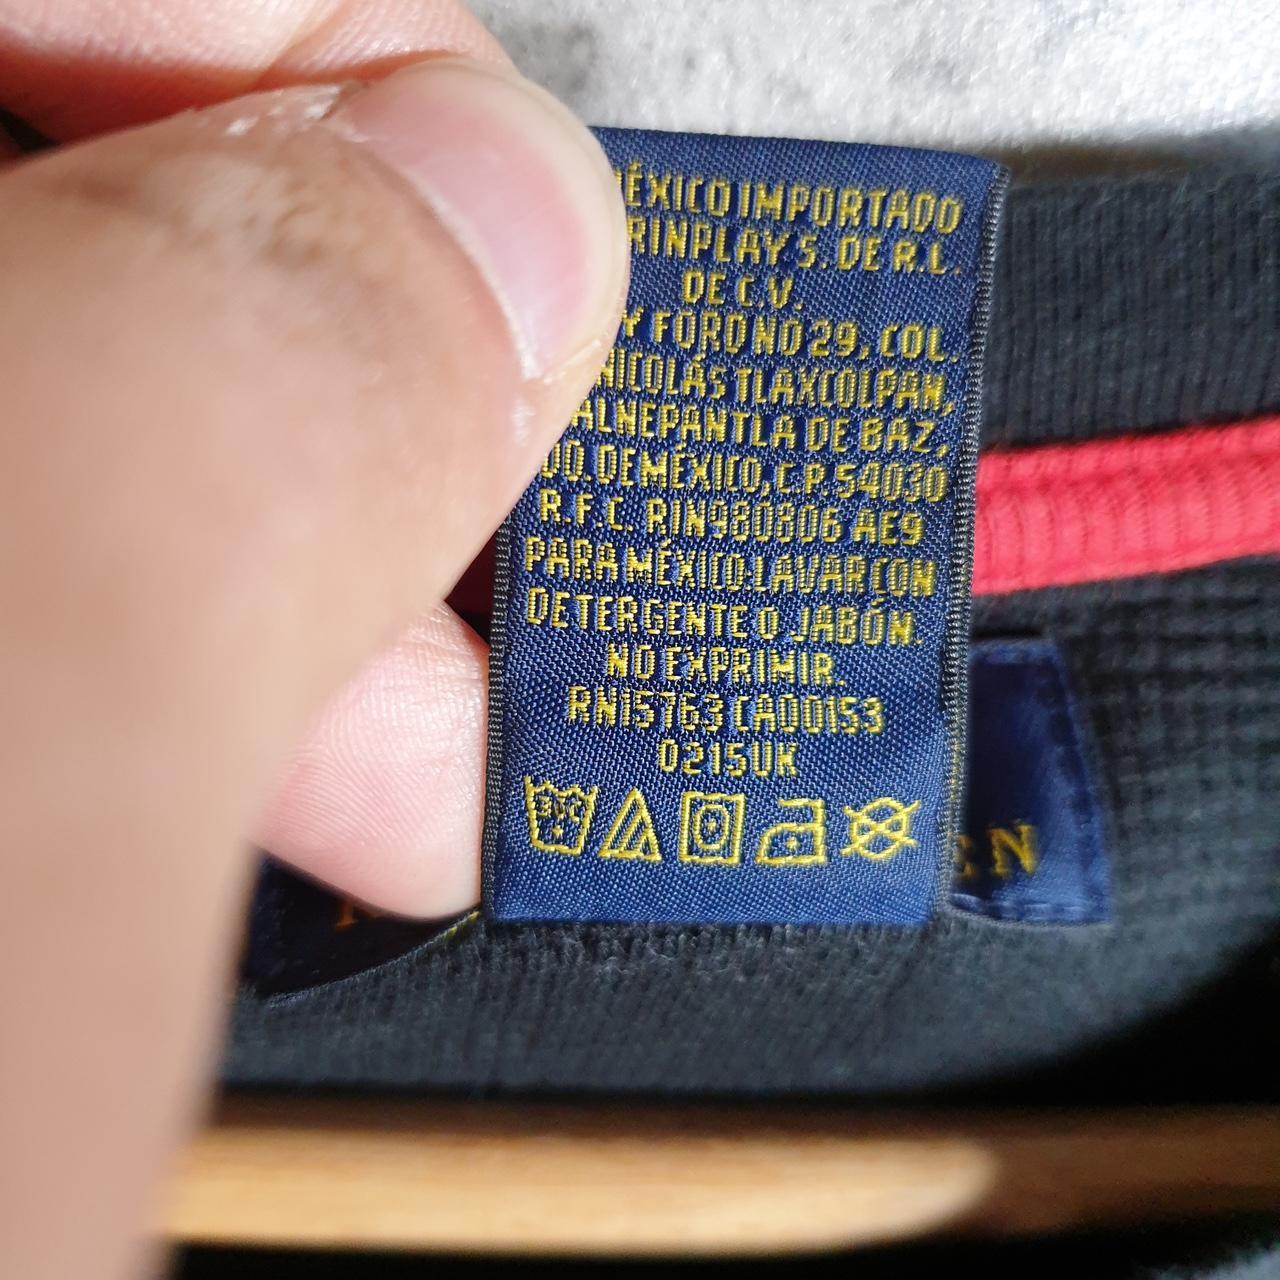 ÉXICO IMPORTADO
RINPLAY S. DE R.L.
DE C.V.
Y FORD NO 29, COL.
NICOLÁS TLAXCOLPAN,
ALNEPANTLA DE BAZ,
DO. DE MÉXICO, C.P. 54030
R.F.C. RIN980806 AE9
PARA MÉXICO: LAVAR CON
DETERGENTE O JABÓN.
NO EXPRIMIR.
RN15763 CA00153
0215UK
EN